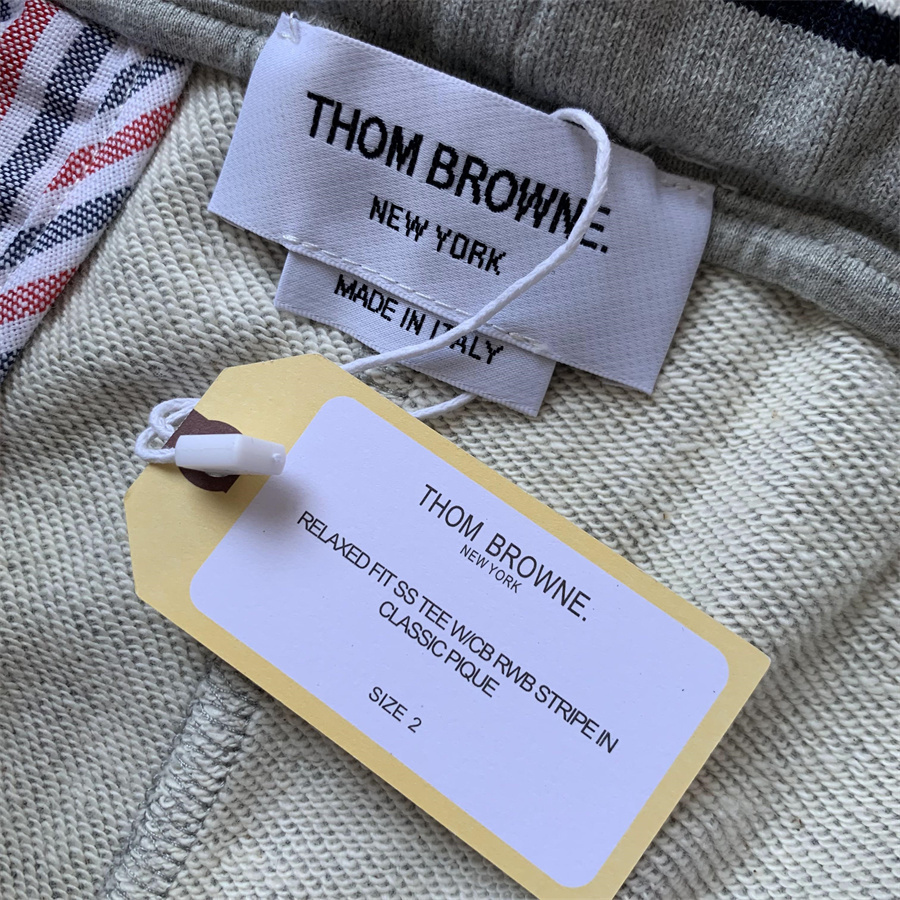 THOM BROWNE.
NEW YORK
MADE IN ITALY
THOM BROWNE.
NEW YORK
RELAXED FIT SS TEE W/CB RWB STRIPE IN
CLASSIC PIQUE
SIZE 2